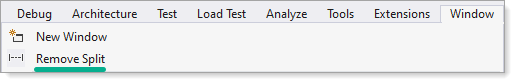 Debug Architecture Test Load Test Analyze Tools Extensions Window
New Window
Remove Split